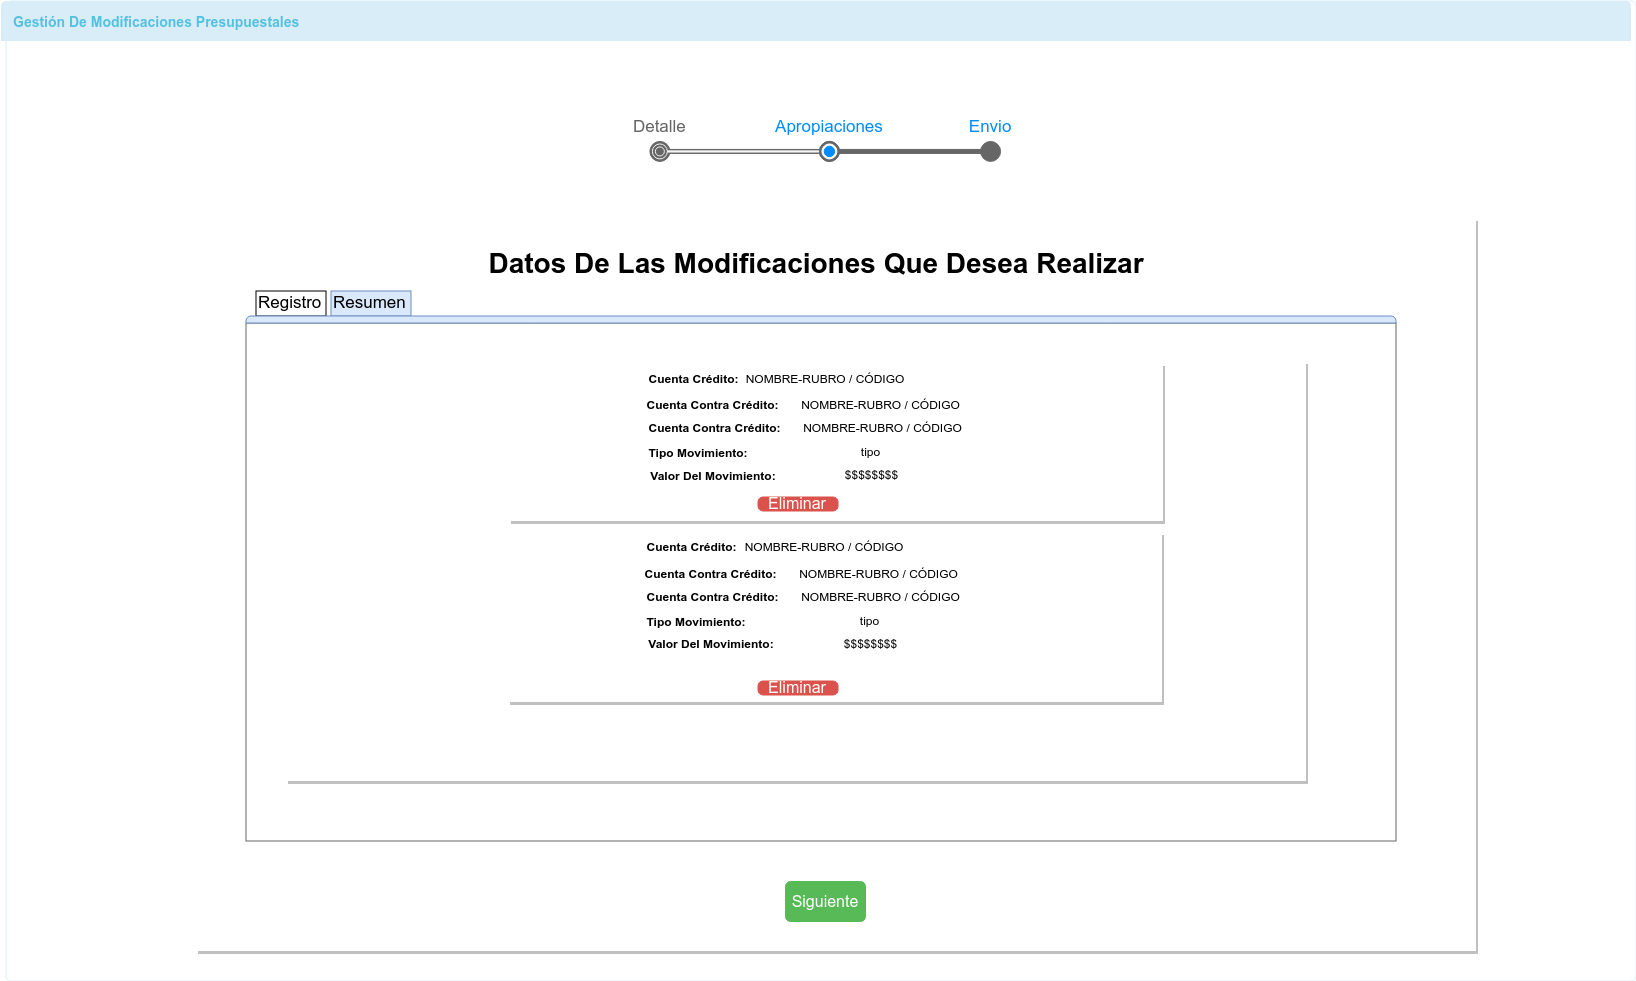 Gestión De Modificaciones Presupuestales
Detalle Apropiaciones Envio
Datos De Las Modificaciones Que Desea Realizar
Registro Resumen
Cuenta Crédito: NOMBRE-RUBRO / CÓDIGO
Cuenta Contra Crédito: NOMBRE-RUBRO / CÓDIGO
Cuenta Contra Crédito: NOMBRE-RUBRO / CÓDIGO
Tipo Movimiento: tipo
Valor Del Movimiento: $$$$$$$$
Eliminar
Cuenta Crédito: NOMBRE-RUBRO / CÓDIGO
Cuenta Contra Crédito: NOMBRE-RUBRO / CÓDIGO
Cuenta Contra Crédito: NOMBRE-RUBRO / CÓDIGO
Tipo Movimiento: tipo
Valor Del Movimiento: $$$$$$$$
Eliminar
Siguiente